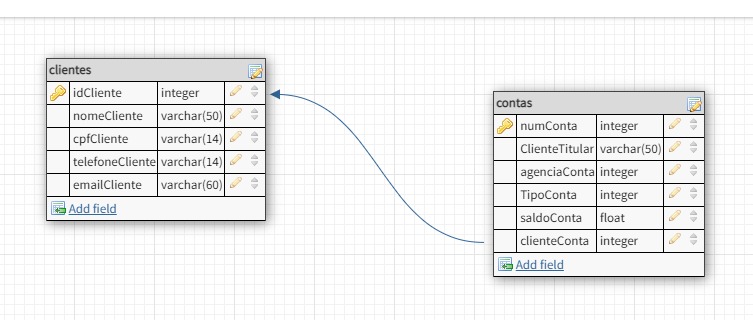 clientes
idCliente integer
nomeCliente varchar(50)
cpfCliente varchar(14)
telefoneCliente varchar(14)
emailCliente varchar(60)
Add field
contas
numConta integer
ClienteTitular varchar(50)
agenciaConta integer
TipoConta integer
saldoConta float
clienteConta integer
Add field